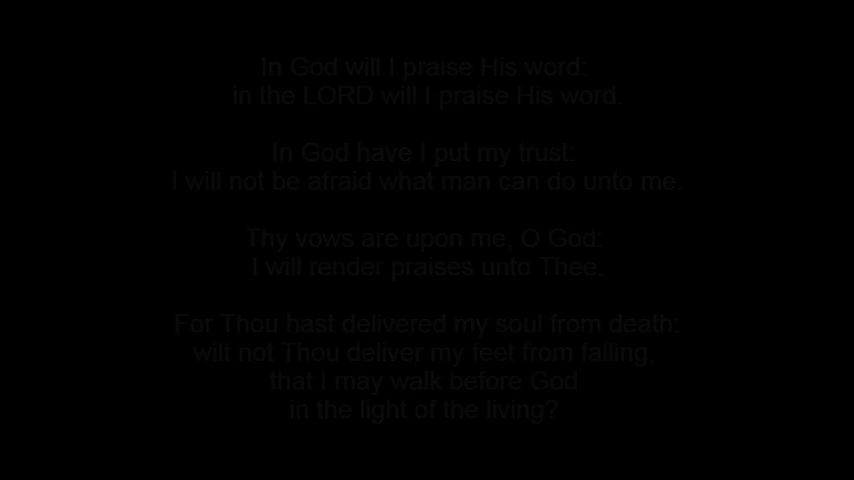 In God will I praise His word:
in the LORD will I praise His word.
In God have I put my trust:
I will not be afraid what man can do unto me.
Thy vows are upon me, O God:
I will render praises unto Thee.
For Thou hast delivered my soul from death:
wilt not Thou deliver my feet from falling,
that I may walk before God
in the light of the living?